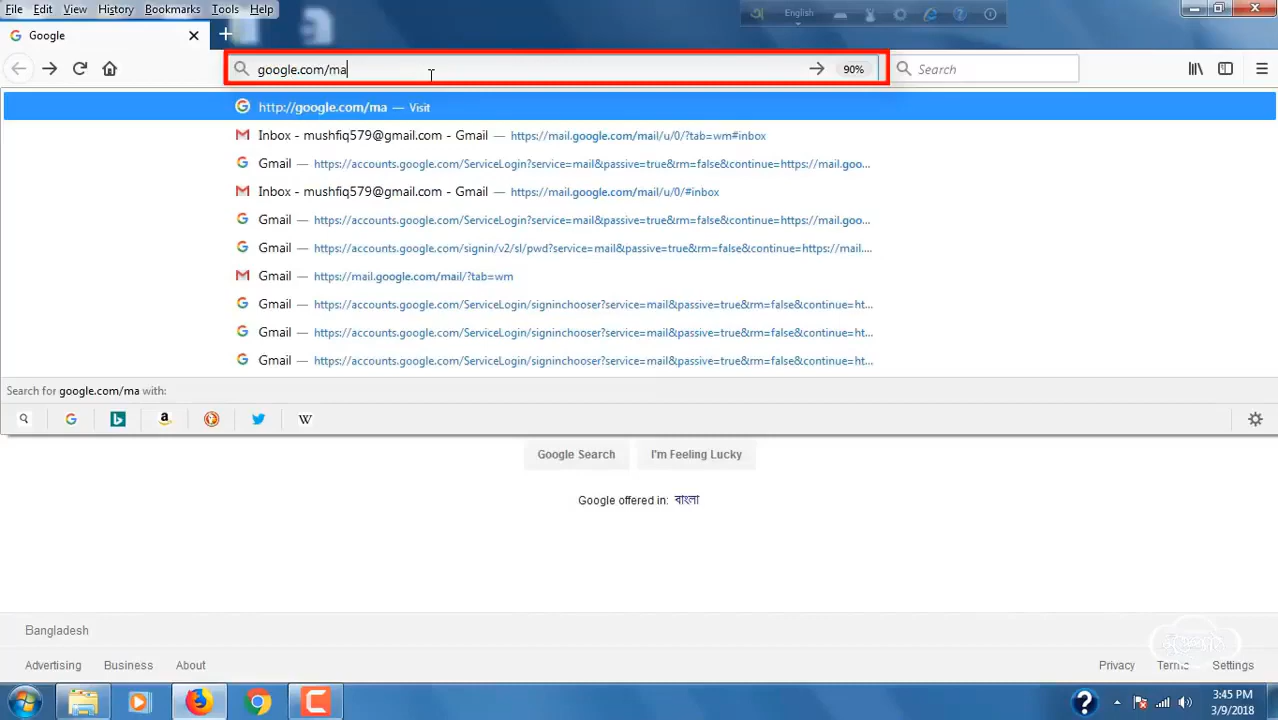 File Edit View History Bookmarks Tools Help
অ English
Google
google.com/ma 90% Search
http://google.com/ma — Visit
Inbox - mushfiq579@gmail.com - Gmail — https://mail.google.com/mail/u/0/?tab=wm#inbox
Gmail — https://accounts.google.com/ServiceLogin?service=mail&passive=true&rm=false&continue=https://mail.goo...
Inbox - mushfiq579@gmail.com - Gmail — https://mail.google.com/mail/u/0/#inbox
Gmail — https://accounts.google.com/ServiceLogin?service=mail&passive=true&rm=false&continue=https://mail.goo...
Gmail — https://accounts.google.com/signin/v2/sl/pwd?service=mail&passive=true&rm=false&continue=https://mail....
Gmail — https://mail.google.com/mail/?tab=wm
Gmail — https://accounts.google.com/ServiceLogin/signinchooser?service=mail&passive=true&rm=false&continue=ht...
Gmail — https://accounts.google.com/ServiceLogin/signinchooser?service=mail&passive=true&rm=false&continue=ht...
Gmail — https://accounts.google.com/ServiceLogin/signinchooser?service=mail&passive=true&rm=false&continue=ht...
Search for google.com/ma with:
Google Search I'm Feeling Lucky
Google offered in: বাংলা
Bangladesh
Advertising Business About Privacy Terms Settings
3:45 PM
3/9/2018